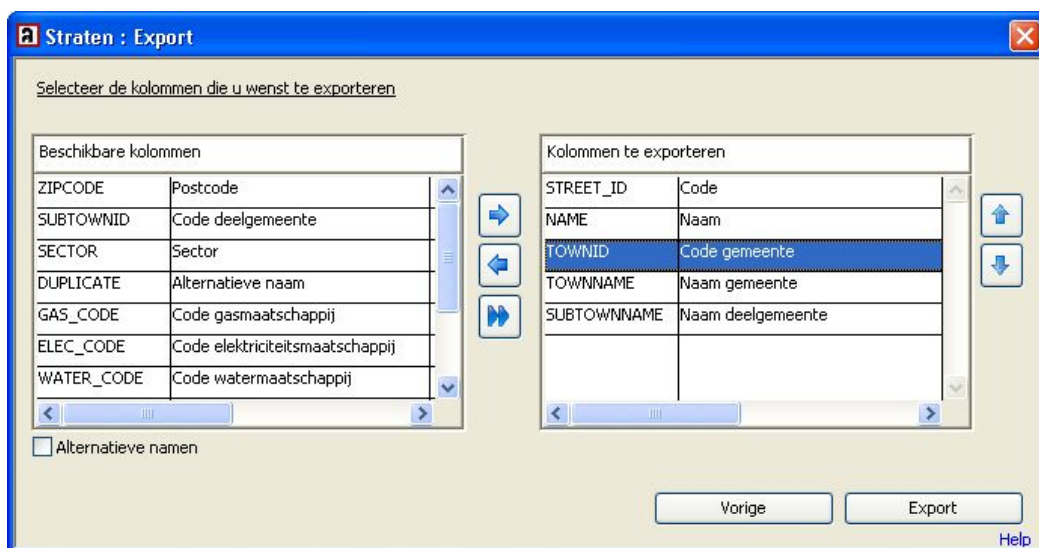 a Straten : Export
Selecteer de kolommen die u wenst te exporteren
Beschikbare kolommen
ZIPCODE Postcode
SUBTOWNID Code deelgemeente
SECTOR Sector
DUPLICATE Alternatieve naam
GAS_CODE Code gasmaatschappij
ELEC_CODE Code elektriciteitsmaatschappij
WATER_CODE Code watermaatschappij
Alternatieve namen
Kolommen te exporteren
STREET_ID Code
NAME Naam
TOWNID Code gemeente
TOWNNAME Naam gemeente
SUBTOWNNAME Naam deelgemeente
Vorige Export
Help